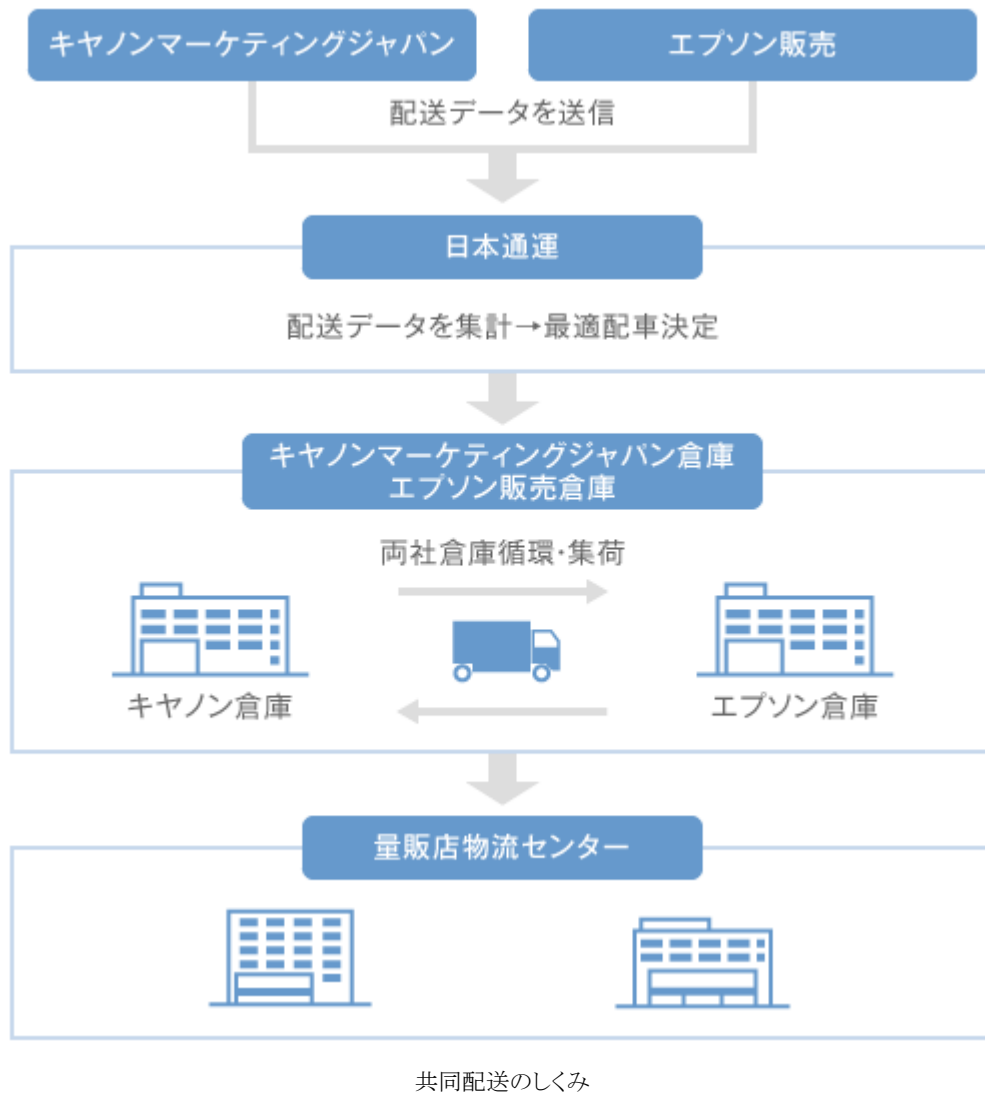 キヤノンマーケティングジャパン
エプソン販売
配送データを送信
日本通運
配送データを集計→最適配車決定
キヤノンマーケティングジャパン倉庫
エプソン販売倉庫
両社倉庫循環・集荷
キヤノン倉庫
エプソン倉庫
量販店物流センター
共同配送のしくみ